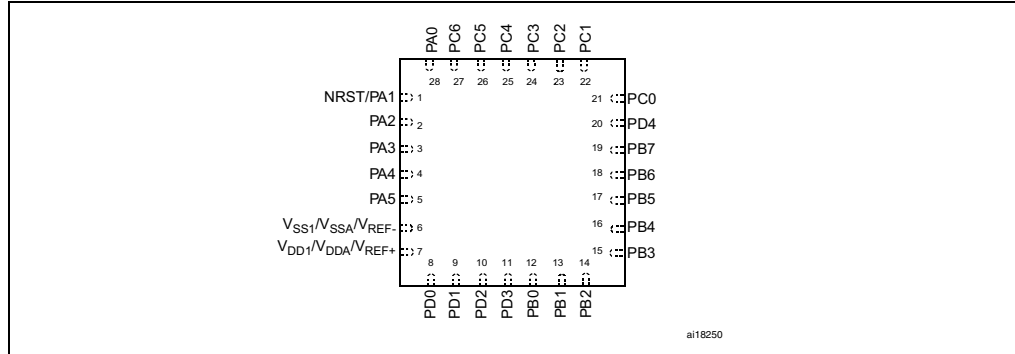 PA0 PC6 PC5 PC4 PC3 PC2 PC1
28 27 26 25 24 23 22
NRST/PA1 1 21 PC0
PA2 2 20 PD4
PA3 3 19 PB7
PA4 4 18 PB6
PA5 5 17 PB5
VSS1/VSSA/VREF- 6 16 PB4
VDD1/VDDA/VREF+ 7 15 PB3
8 9 10 11 12 13 14
PD0 PD1 PD2 PD3 PB0 PB1 PB2
ai18250